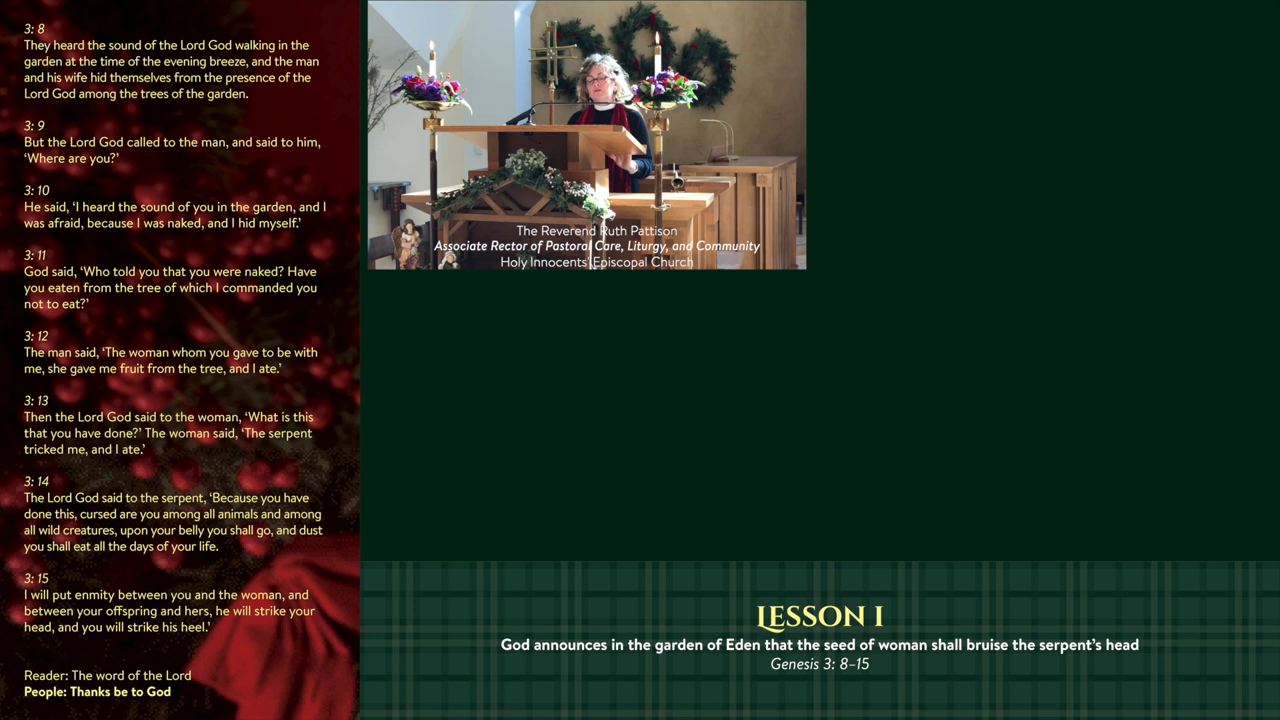 3: 8
They heard the sound of the Lord God walking in the
garden at the time of the evening breeze, and the man
and his wife hid themselves from the presence of the
Lord God among the trees of the garden.
3: 9
But the Lord God called to the man, and said to him,
‘Where are you?’
3: 10
He said, ‘I heard the sound of you in the garden, and I
was afraid, because I was naked, and I hid myself.’
3: 11
God said, ‘Who told you that you were naked? Have
you eaten from the tree of which I commanded you
not to eat?’
3: 12
The man said, ‘The woman whom you gave to be with
me, she gave me fruit from the tree, and I ate.’
3: 13
Then the Lord God said to the woman, ‘What is this
that you have done?’ The woman said, ‘The serpent
tricked me, and I ate.’
3: 14
The Lord God said to the serpent, ‘Because you have
done this, cursed are you among all animals and among
all wild creatures, upon your belly you shall go, and dust
you shall eat all the days of your life.
3: 15
I will put enmity between you and the woman, and
between your offspring and hers, he will strike your
head, and you will strike his heel.’
Reader: The word of the Lord
People: Thanks be to God
The Reverend Ruth Pattison
Associate Rector of Pastoral Care, Liturgy, and Community
Holy Innocents’ Episcopal Church
LESSON I
God announces in the garden of Eden that the seed of woman shall bruise the serpent’s head
Genesis 3: 8–15